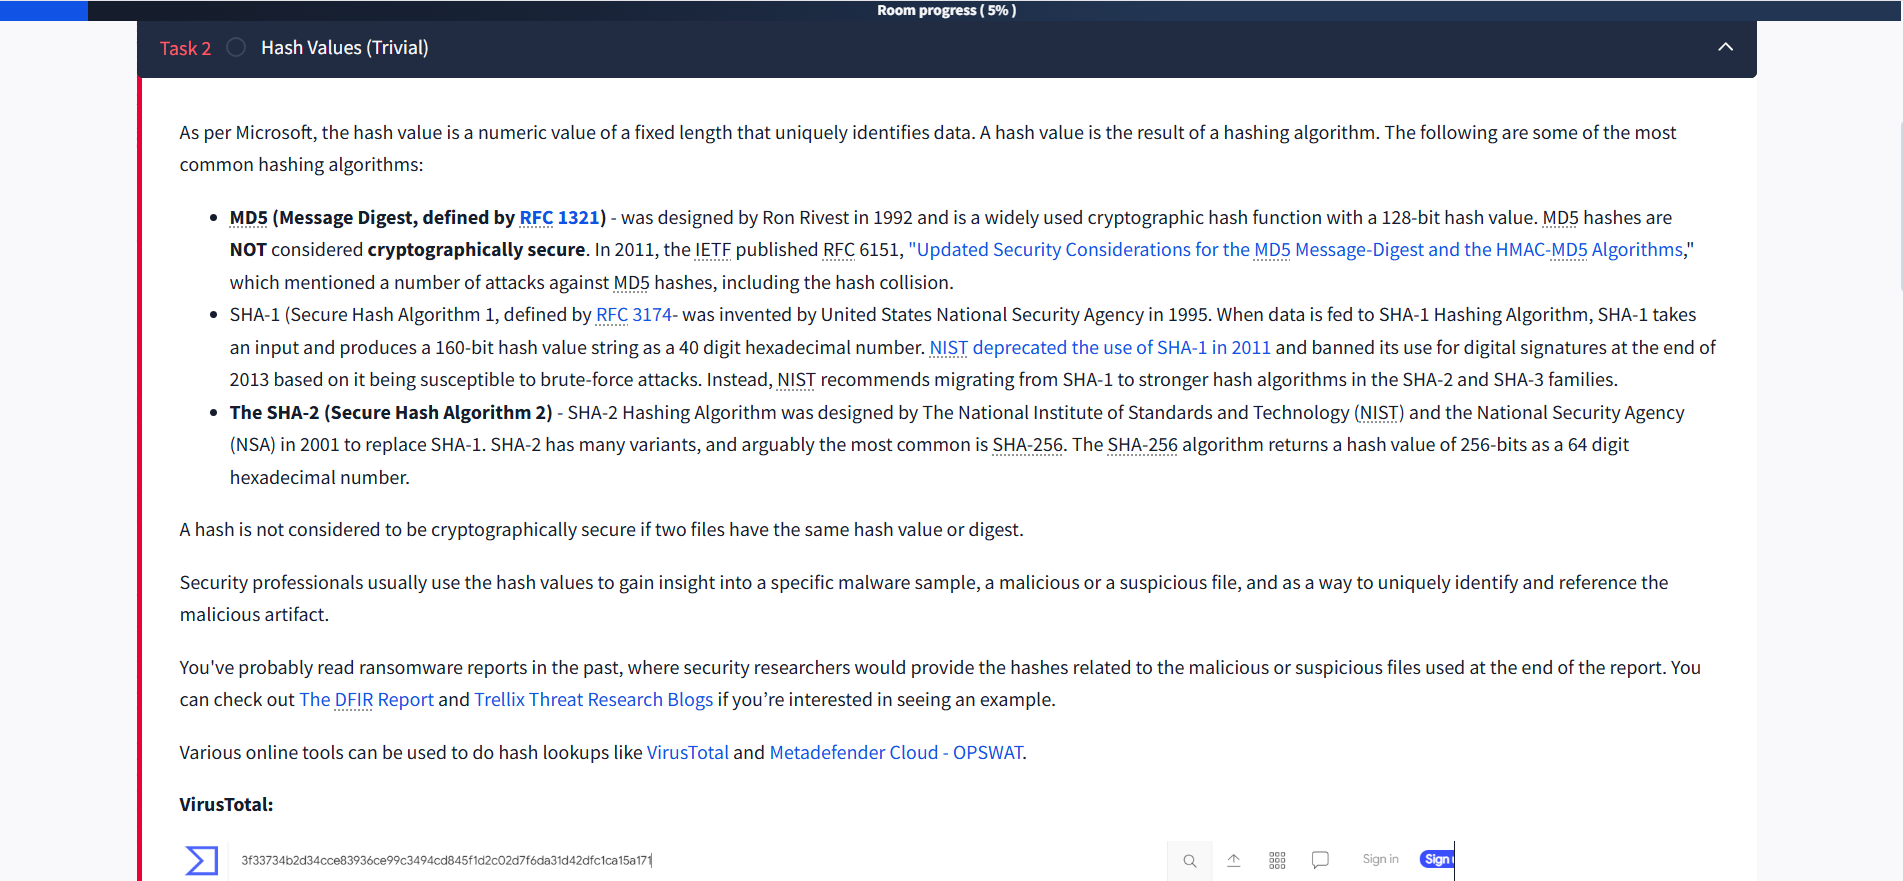 Room progress ( 5% )
Task 2 Hash Values (Trivial)
As per Microsoft, the hash value is a numeric value of a fixed length that uniquely identifies data. A hash value is the result of a hashing algorithm. The following are some of the most
common hashing algorithms:
• MD5 (Message Digest, defined by RFC 1321) - was designed by Ron Rivest in 1992 and is a widely used cryptographic hash function with a 128-bit hash value. MD5 hashes are
NOT considered cryptographically secure. In 2011, the IETF published RFC 6151, "Updated Security Considerations for the MD5 Message-Digest and the HMAC-MD5 Algorithms,"
which mentioned a number of attacks against MD5 hashes, including the hash collision.
• SHA-1 (Secure Hash Algorithm 1, defined by RFC 3174- was invented by United States National Security Agency in 1995. When data is fed to SHA-1 Hashing Algorithm, SHA-1 takes
an input and produces a 160-bit hash value string as a 40 digit hexadecimal number. NIST deprecated the use of SHA-1 in 2011 and banned its use for digital signatures at the end of
2013 based on it being susceptible to brute-force attacks. Instead, NIST recommends migrating from SHA-1 to stronger hash algorithms in the SHA-2 and SHA-3 families.
• The SHA-2 (Secure Hash Algorithm 2) - SHA-2 Hashing Algorithm was designed by The National Institute of Standards and Technology (NIST) and the National Security Agency
(NSA) in 2001 to replace SHA-1. SHA-2 has many variants, and arguably the most common is SHA-256. The SHA-256 algorithm returns a hash value of 256-bits as a 64 digit
hexadecimal number.
A hash is not considered to be cryptographically secure if two files have the same hash value or digest.
Security professionals usually use the hash values to gain insight into a specific malware sample, a malicious or a suspicious file, and as a way to uniquely identify and reference the
malicious artifact.
You've probably read ransomware reports in the past, where security researchers would provide the hashes related to the malicious or suspicious files used at the end of the report. You
can check out The DFIR Report and Trellix Threat Research Blogs if you’re interested in seeing an example.
Various online tools can be used to do hash lookups like VirusTotal and Metadefender Cloud - OPSWAT.
VirusTotal:
3f33734b2d34cce83936ce99c3494cd845f1d2c02d7f6da31d42dfc1ca15a171 Sign in Sign